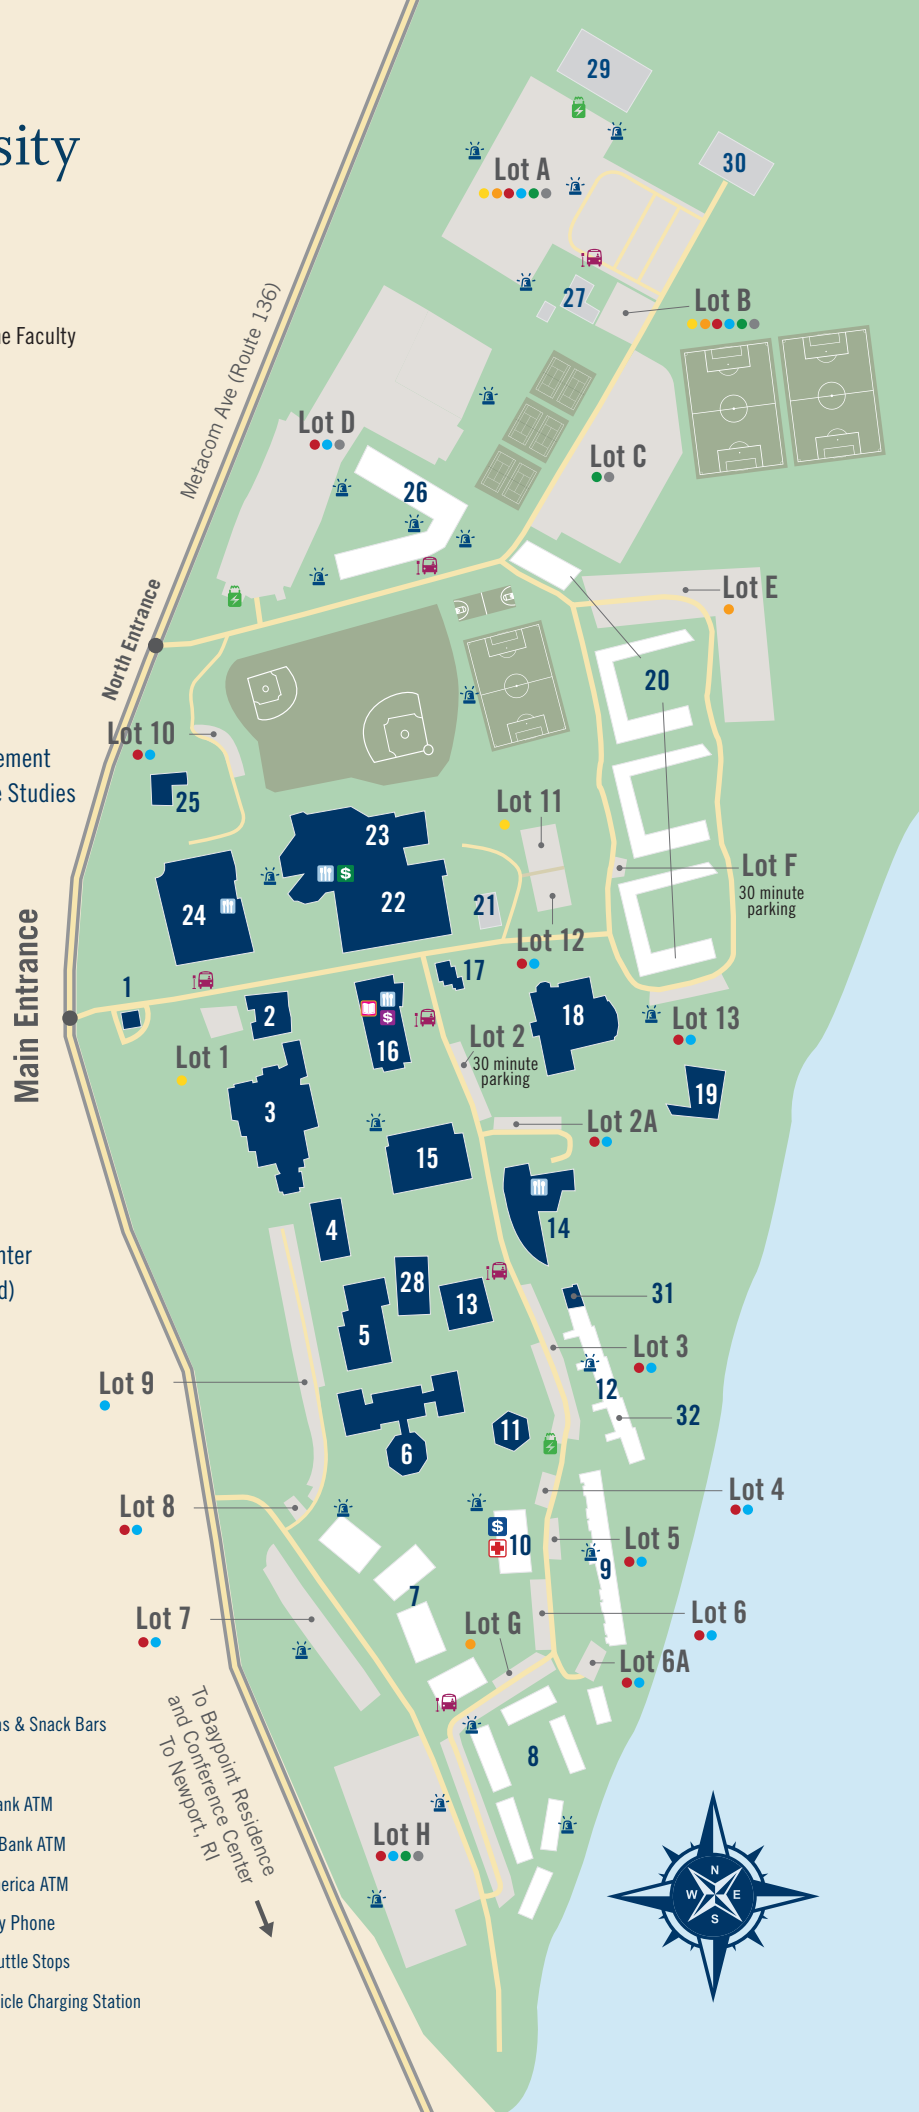 sity
29
30
Lot A
27
Lot B
e Faculty
Metacom Ave (Route 136)
Lot D
Lot C
26
Lot E
North Entrance
20
Lot 10
ement
e Studies
25
Lot 11
23
22
24
21
Lot F
30 minute
parking
Lot 12
17
Main Entrance
1
2
16
18
Lot 13
Lot 1
Lot 2
30 minute
parking
19
3
Lot 2A
15
14
4
nter
d)
28
13
5
31
Lot 3
12
32
Lot 9
11
6
Lot 4
Lot 8
10
Lot 5
9
7
Lot 7
Lot G
Lot 6
Lot 6A
To Baypoint Residence
and Conference Center
To Newport, RI
s & Snack Bars
8
ank ATM
Bank ATM
erica ATM
y Phone
uttle Stops
icle Charging Station
Lot H
N
W E
S